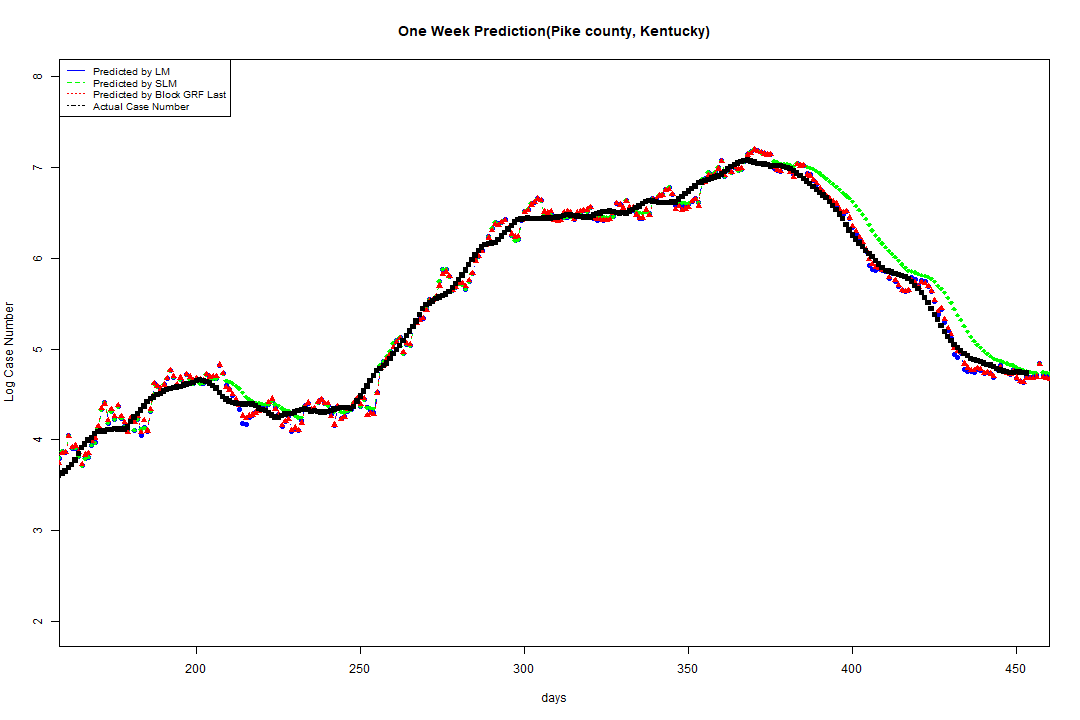 One Week Prediction(Pike county, Kentucky)
Predicted by LM
Predicted by SLM
Predicted by Block GRF Last
Actual Case Number
8
7
6
5
4
3
2
Log Case Number
200 250 300 350 400 450
days